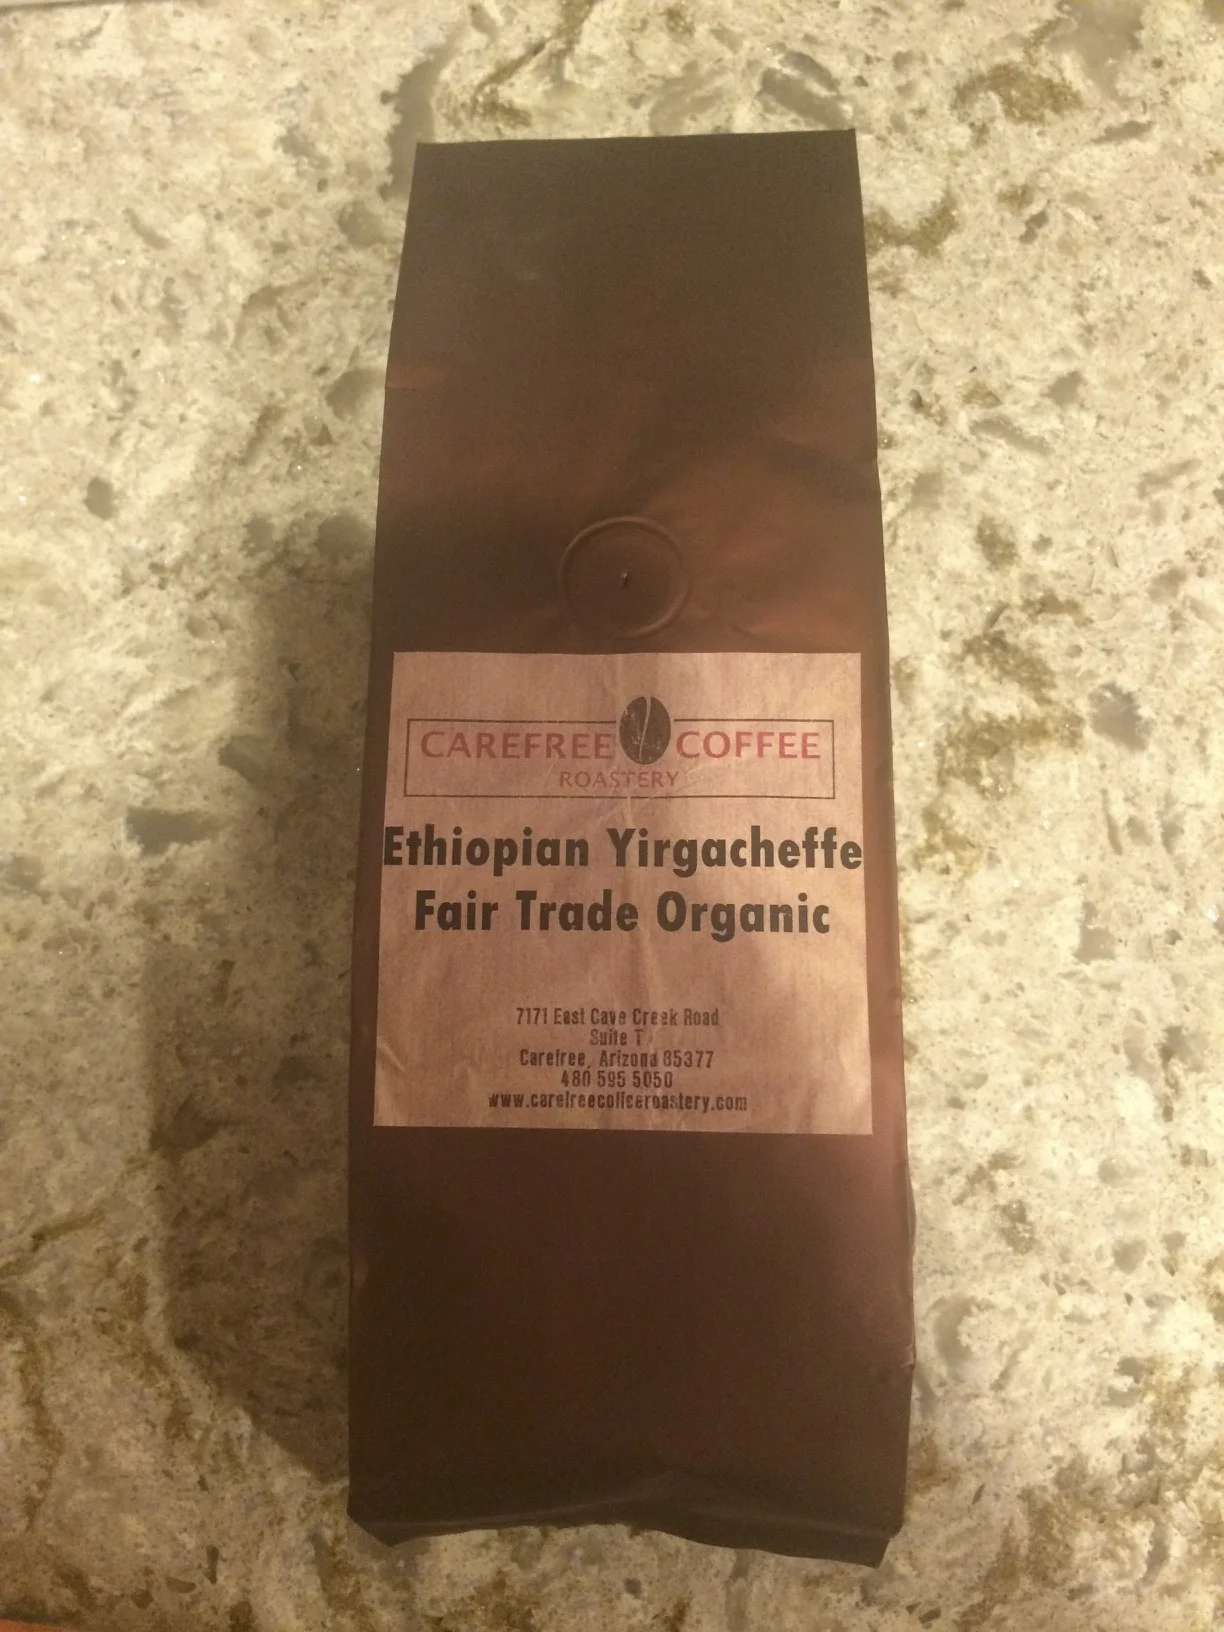 CAREFREE COFFEE
ROASTERY
Ethiopian Yirgacheffe
Fair Trade Organic
7171 East Cave Creek Road
Suite T
Carefree, Arizona 85377
480 595 5050
www.carefreecoffeeroastery.com